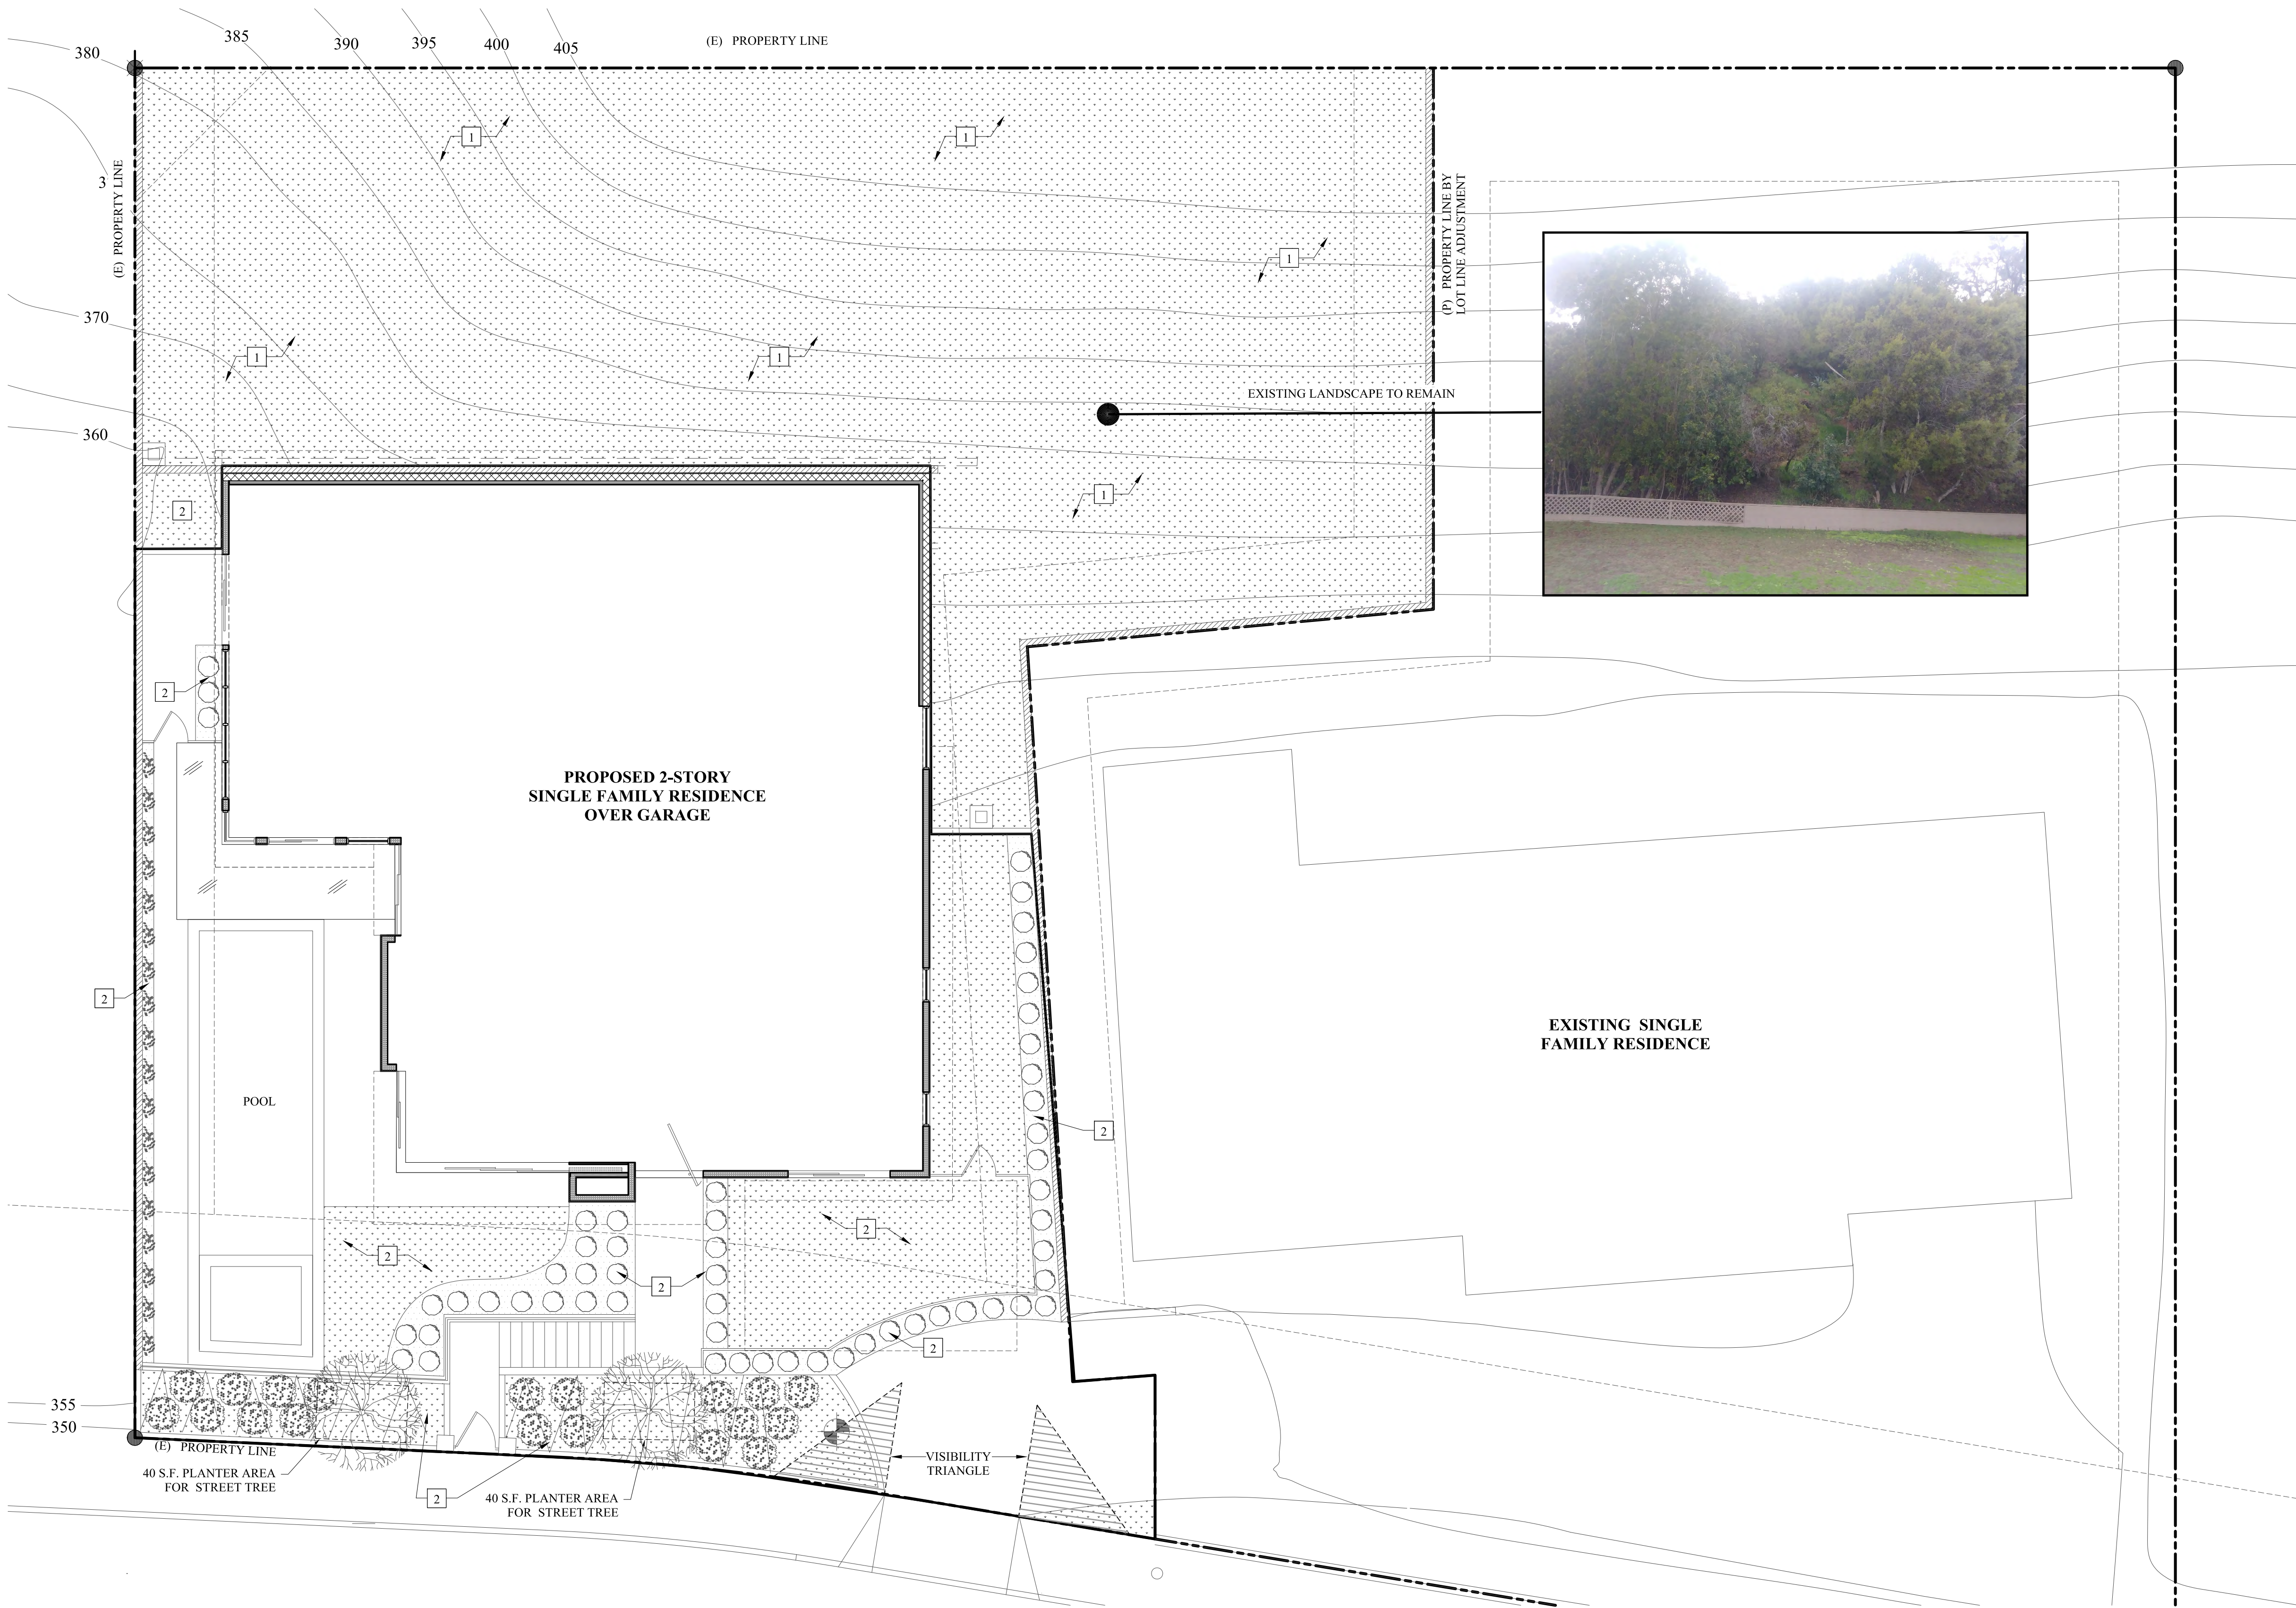 385
390
395
400
405
(E) PROPERTY LINE
380
1
1
3
(E) PROPERTY LINE
(P) PROPERTY LINE BY
LOT LINE ADJUSTMENT
1
370
1
1
EXISTING LANDSCAPE TO REMAIN
360
1
2
2
PROPOSED 2-STORY
SINGLE FAMILY RESIDENCE
OVER GARAGE
2
EXISTING SINGLE
FAMILY RESIDENCE
POOL
2
2
2
2
2
355
350
(E) PROPERTY LINE
40 S.F. PLANTER AREA
FOR STREET TREE
2
40 S.F. PLANTER AREA
FOR STREET TREE
VISIBILITY
TRIANGLE